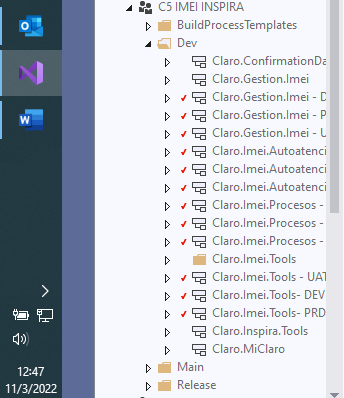 C5 IMEI INSPIRA
BuildProcessTemplates
Dev
Claro.ConfirmationDa
Claro.Gestion.Imei
Claro.Gestion.Imei - D
Claro.Gestion.Imei - P
Claro.Gestion.Imei - U
Claro.Imei.Autoatenci
Claro.Imei.Autoatenci
Claro.Imei.Autoatenci
Claro.Imei.Procesos -
Claro.Imei.Procesos -
Claro.Imei.Procesos -
Claro.Imei.Tools
Claro.Imei.Tools- UAT
Claro.Imei.Tools- DEV
Claro.Imei.Tools- PRD
Claro.Inspira.Tools
Claro.MiClaro
Main
Release
12:47
11/3/2022